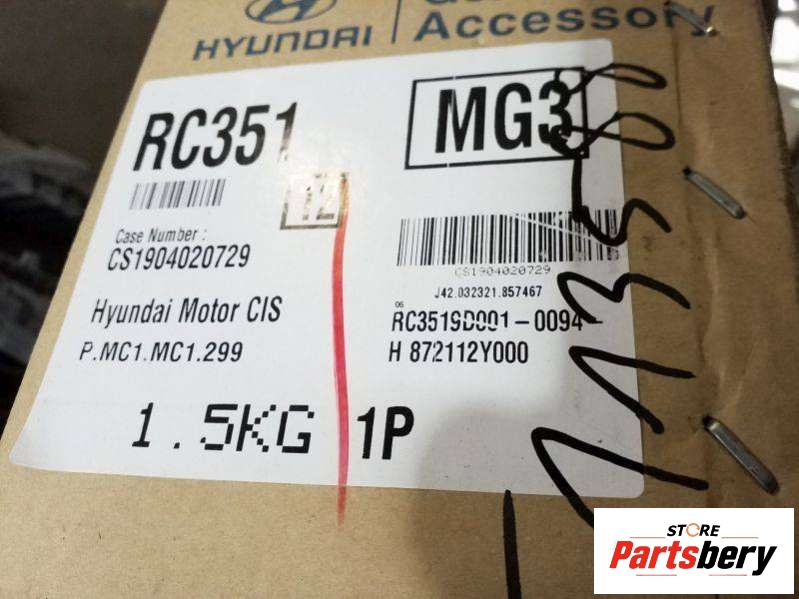 HYUNDAI
Accessory
RC351
MG3
12
Case Number :
CS1904020729
CS1904020729
J42.032321.857467
Hyundai Motor CIS
06
RC3519D001-0094
P.MC1.MC1.299
H 872112Y000
1.5KG 1P
STORE
Partsbery